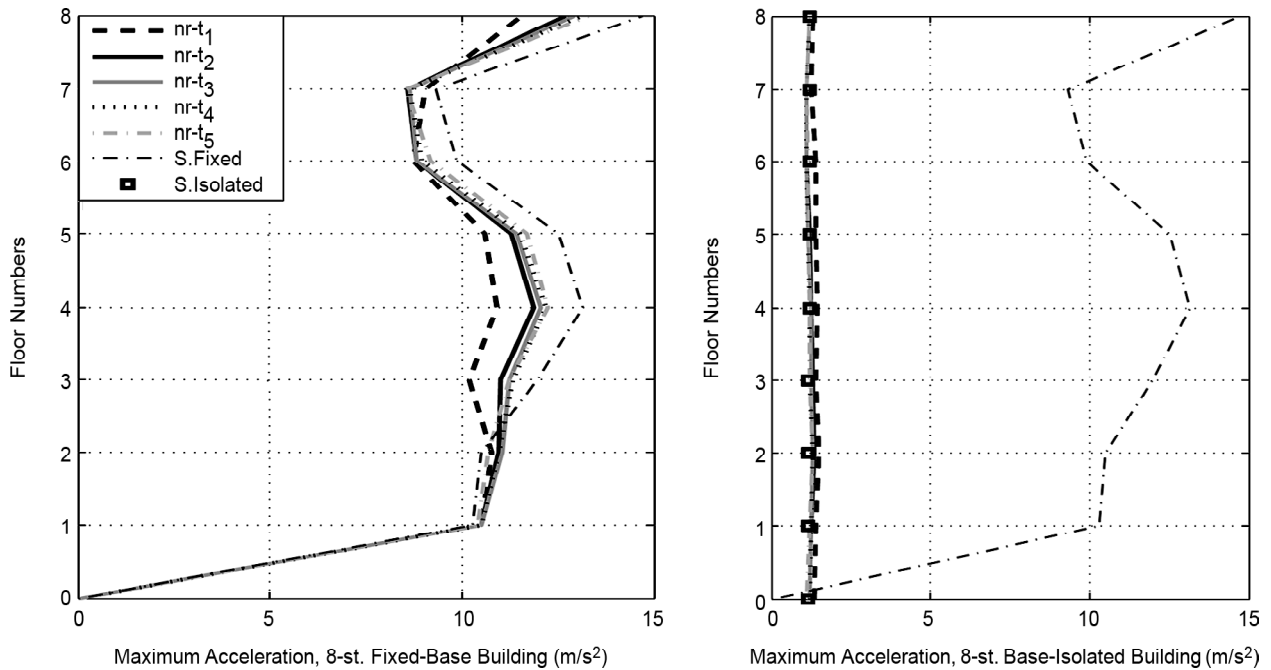 8
7
6
5
4
3
2
1
0
Floor Numbers
nr-t1
nr-t2
nr-t3
nr-t4
nr-t5
S.Fixed
S.Isolated
0 5 10 15
Maximum Acceleration, 8-st. Fixed-Base Building (m/s²)
8
7
6
5
4
3
2
1
0
Floor Numbers
0 5 10 15
Maximum Acceleration, 8-st. Base-Isolated Building (m/s²)